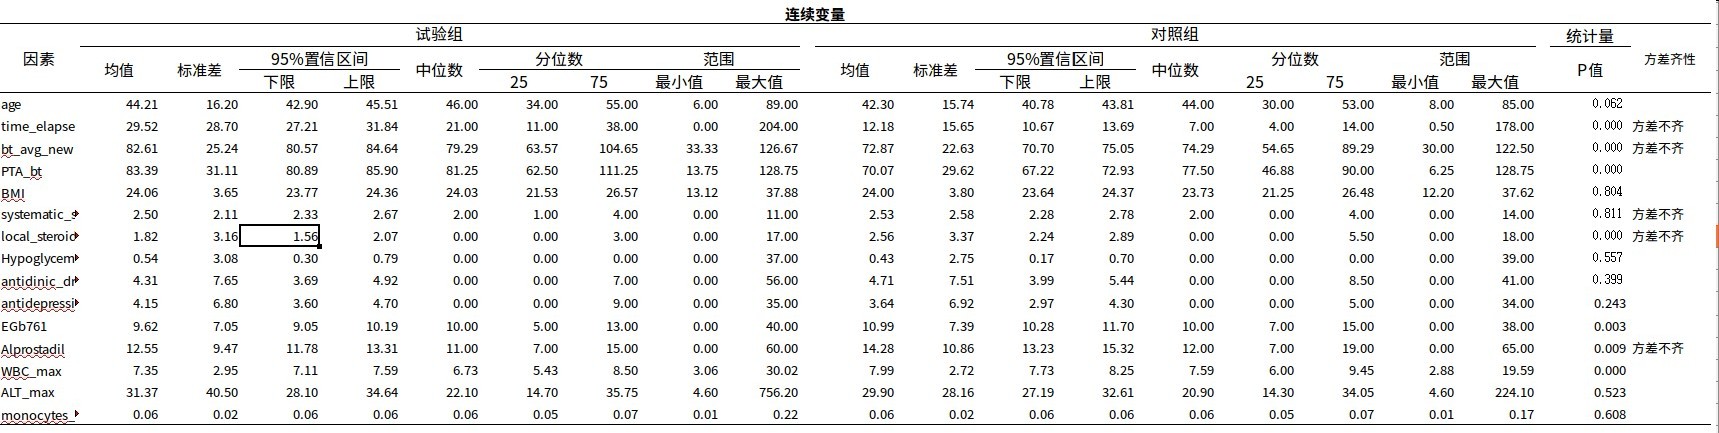 连续变量
因素 试验组 对照组 统计量 方差齐性
均值 标准差 95%置信区间 中位数 分位数 范围 均值 标准差 95%置信区间 中位数 分位数 范围 P值
下限 上限 25 75 最小值 最大值 下限 上限 25 75 最小值 最大值
age 44.21 16.20 42.90 45.51 46.00 34.00 55.00 6.00 89.00 42.30 15.74 40.78 43.81 44.00 30.00 53.00 8.00 85.00 0.062
time_elapse 29.52 28.70 27.21 31.84 21.00 11.00 38.00 0.00 204.00 12.18 15.65 10.67 13.69 7.00 4.00 14.00 0.50 178.00 0.000 方差不齐
bt_avg_new 82.61 25.24 80.57 84.64 79.29 63.57 104.65 33.33 126.67 72.87 22.63 70.70 75.05 74.29 54.65 89.29 30.00 122.50 0.000 方差不齐
PTA_bt 83.39 31.11 80.89 85.90 81.25 62.50 111.25 13.75 128.75 70.07 29.62 67.22 72.93 77.50 46.88 90.00 6.25 128.75 0.000
BMI 24.06 3.65 23.77 24.36 24.03 21.53 26.57 13.12 37.88 24.00 3.80 23.64 24.37 23.73 21.25 26.48 12.20 37.62 0.804
systematic_s 2.50 2.11 2.33 2.67 2.00 1.00 4.00 0.00 11.00 2.53 2.58 2.28 2.78 2.00 0.00 4.00 0.00 14.00 0.811 方差不齐
local_steroid 1.82 3.16 1.56 2.07 0.00 0.00 3.00 0.00 17.00 2.56 3.37 2.24 2.89 0.00 0.00 5.50 0.00 18.00 0.000 方差不齐
Hypoglycem 0.54 3.08 0.30 0.79 0.00 0.00 0.00 0.00 37.00 0.43 2.75 0.17 0.70 0.00 0.00 0.00 0.00 39.00 0.557
antidinic_dr 4.31 7.65 3.69 4.92 0.00 0.00 7.00 0.00 56.00 4.71 7.51 3.99 5.44 0.00 0.00 8.50 0.00 41.00 0.399
antidepressi 4.15 6.80 3.60 4.70 0.00 0.00 9.00 0.00 35.00 3.64 6.92 2.97 4.30 0.00 0.00 5.00 0.00 34.00 0.243
EGb761 9.62 7.05 9.05 10.19 10.00 5.00 13.00 0.00 40.00 10.99 7.39 10.28 11.70 10.00 7.00 15.00 0.00 38.00 0.003
Alprostadil 12.55 9.47 11.78 13.31 11.00 7.00 15.00 0.00 60.00 14.28 10.86 13.23 15.32 12.00 7.00 19.00 0.00 65.00 0.009 方差不齐
WBC_max 7.35 2.95 7.11 7.59 6.73 5.43 8.50 3.06 30.02 7.99 2.72 7.73 8.25 7.59 6.00 9.45 2.88 19.59 0.000
ALT_max 31.37 40.50 28.10 34.64 22.10 14.70 35.75 4.60 756.20 29.90 28.16 27.19 32.61 20.90 14.30 34.05 4.60 224.10 0.523
monocytes_ 0.06 0.02 0.06 0.06 0.06 0.05 0.07 0.01 0.22 0.06 0.02 0.06 0.06 0.06 0.05 0.07 0.01 0.17 0.608